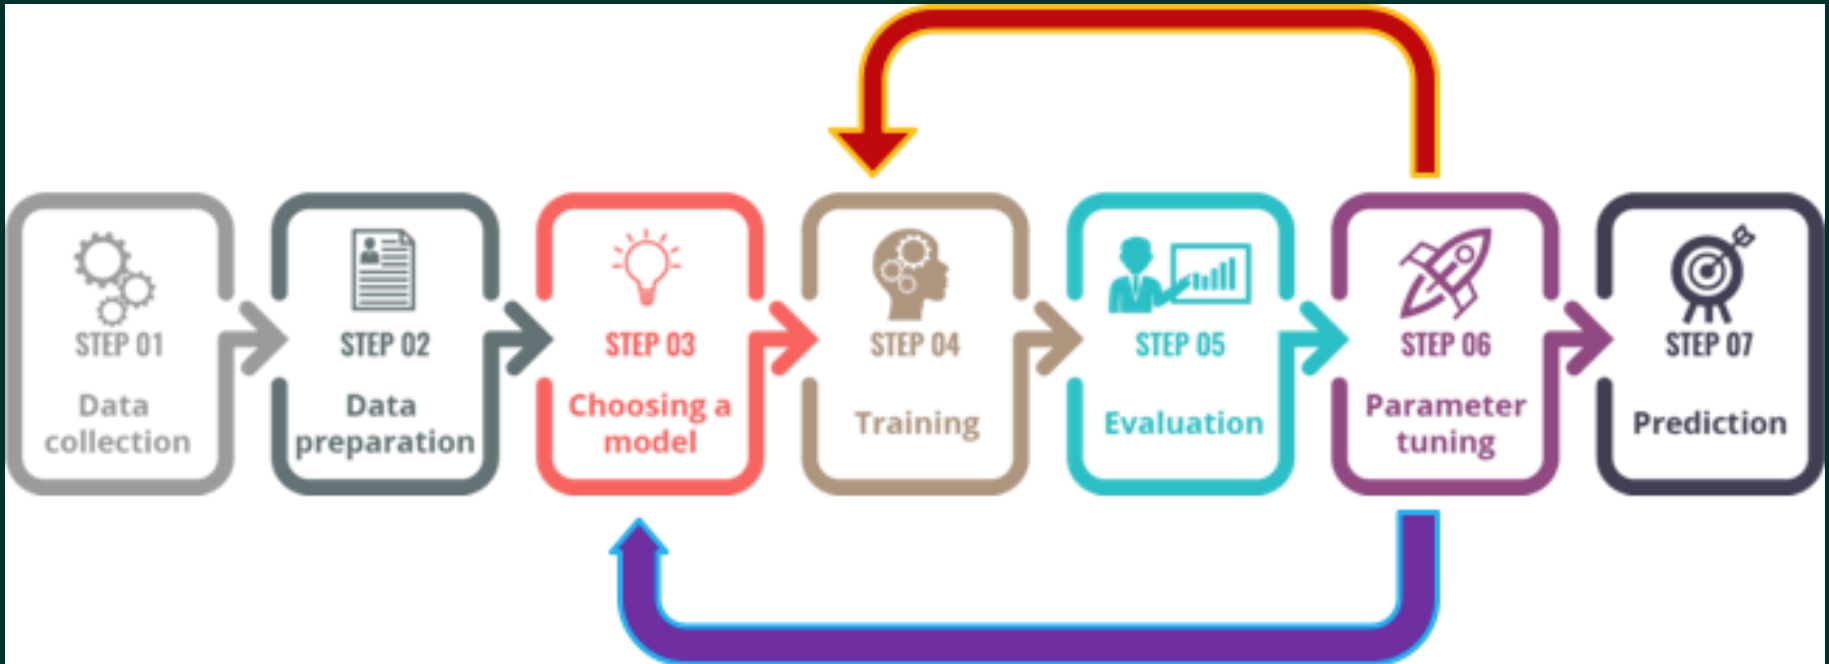 STEP 01
Data
collection
STEP 02
Data
preparation
STEP 03
Choosing a
model
STEP 04
Training
STEP 05
Evaluation
STEP 06
Parameter
tuning
STEP 07
Prediction